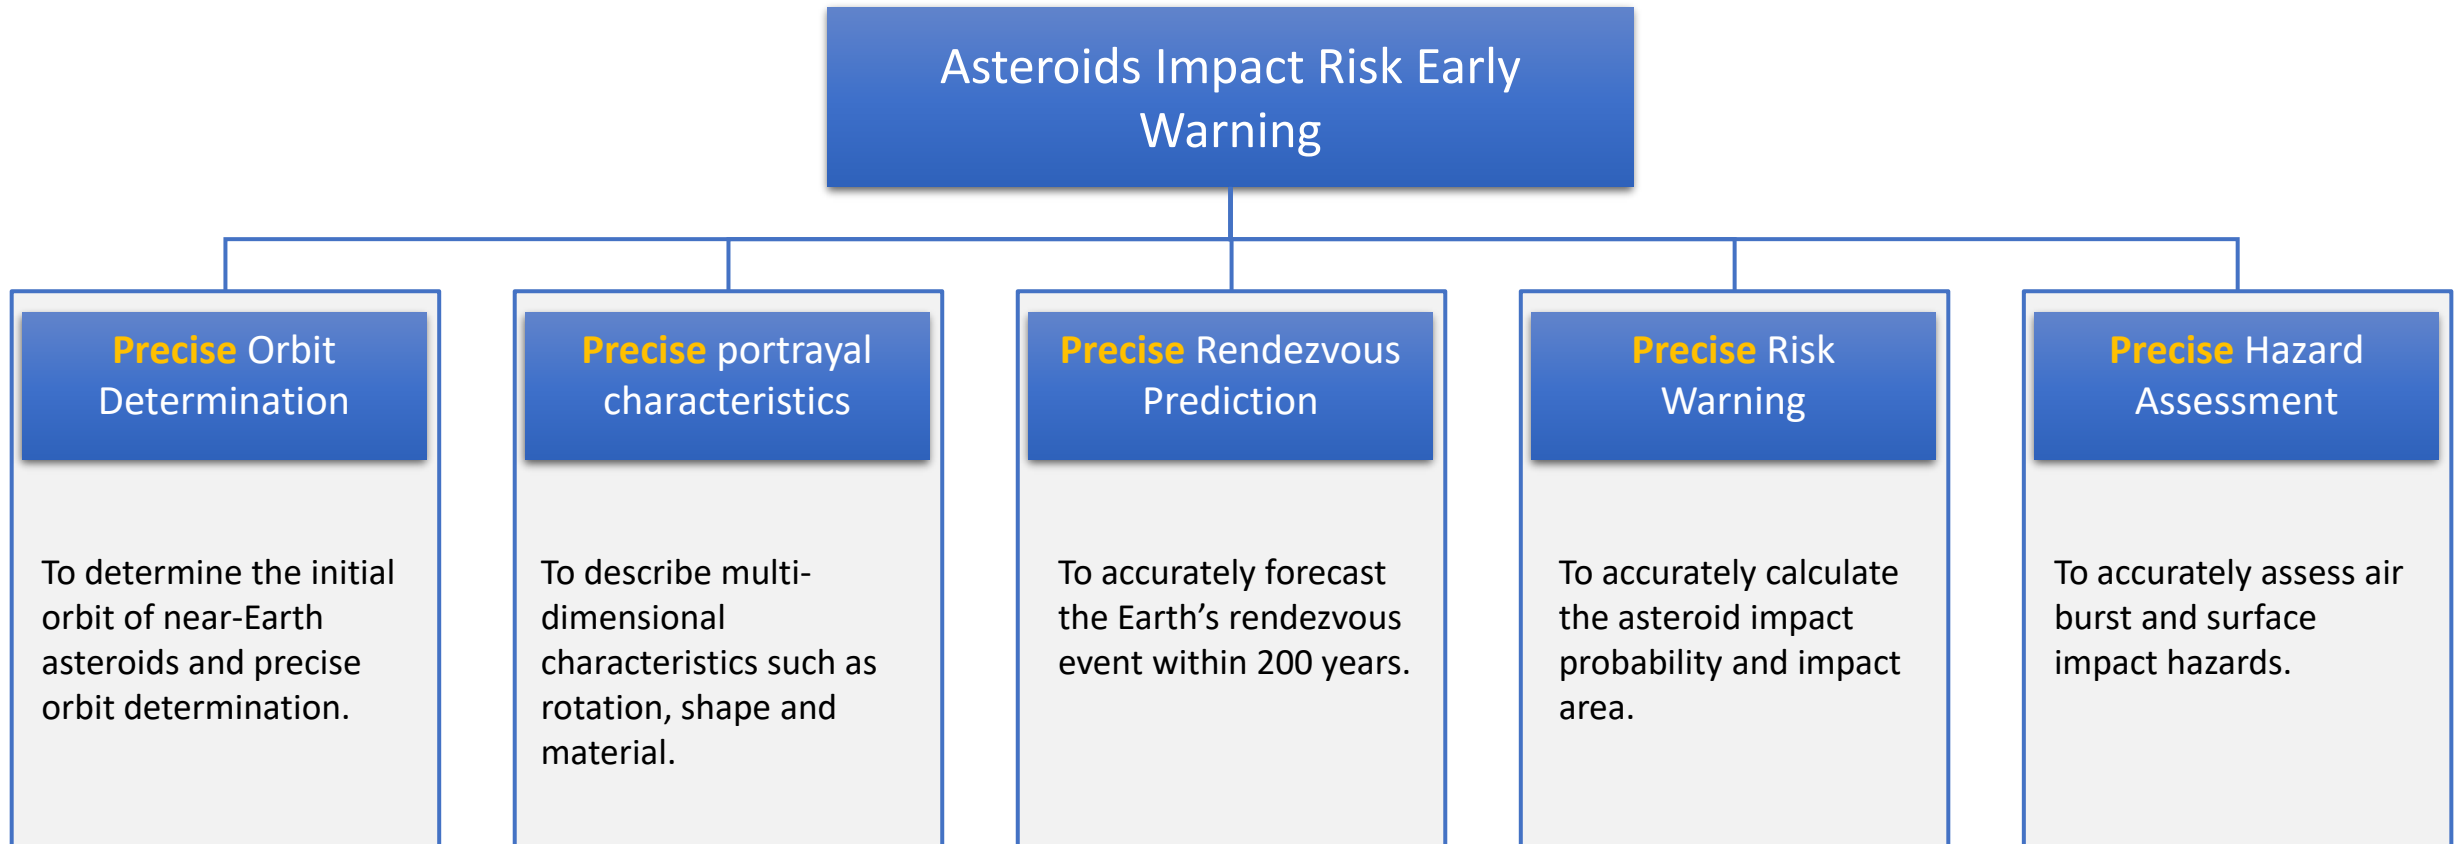 Asteroids Impact Risk Early
Warning
Precise Orbit
Determination
To determine the initial
orbit of near-Earth
asteroids and precise
orbit determination.
Precise portrayal
characteristics
To describe multi-
dimensional
characteristics such as
rotation, shape and
material.
Precise Rendezvous
Prediction
To accurately forecast
the Earth’s rendezvous
event within 200 years.
Precise Risk
Warning
To accurately calculate
the asteroid impact
probability and impact
area.
Precise Hazard
Assessment
To accurately assess air
burst and surface
impact hazards.